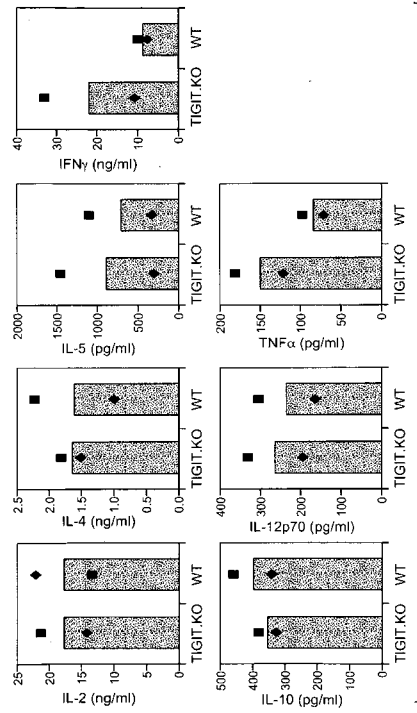 25
20
15
10
5
0
IL-2 (ng/ml)
TIGIT.KO
WT
2.5
2.0
1.5
1.0
0.5
0.0
IL-4 (ng/ml)
TIGIT.KO
WT
2000
1500
1000
500
0
IL-5 (pg/ml)
TIGIT.KO
WT
40
30
20
10
0
IFNγ (ng/ml)
TIGIT.KO
WT
500
400
300
200
100
0
IL-10 (pg/ml)
TIGIT.KO
WT
400
300
200
100
0
IL-12p70 (pg/ml)
TIGIT.KO
WT
200
150
100
50
0
TNFα (pg/ml)
TIGIT.KO
WT